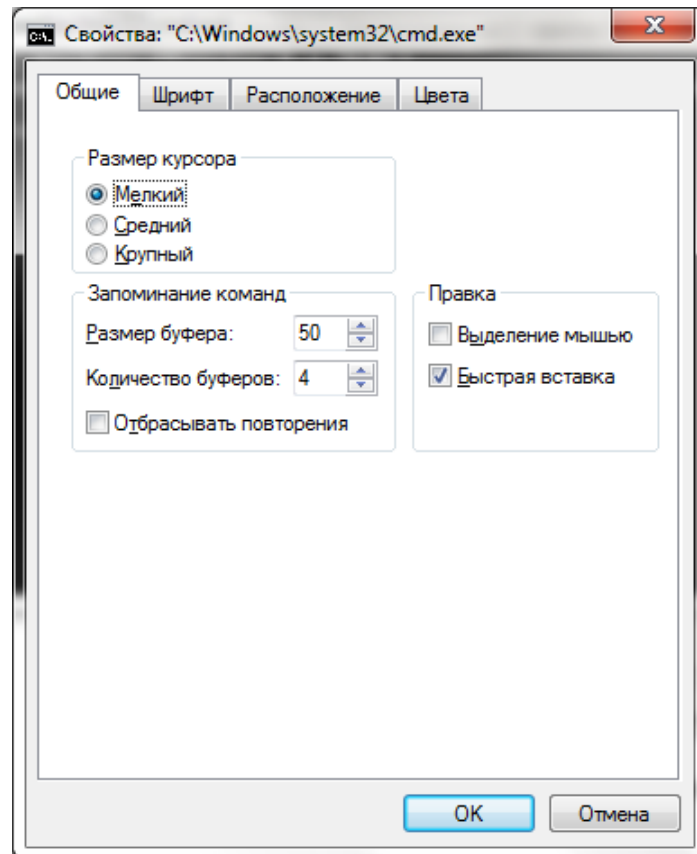 Свойства: "C:\Windows\system32\cmd.exe"
Общие Шрифт Расположение Цвета
Размер курсора
Мелкий
Средний
Крупный
Запоминание команд
Размер буфера: 50
Количество буферов: 4
Отбрасывать повторения
Правка
Выделение мышью
Быстрая вставка
ОК Отмена